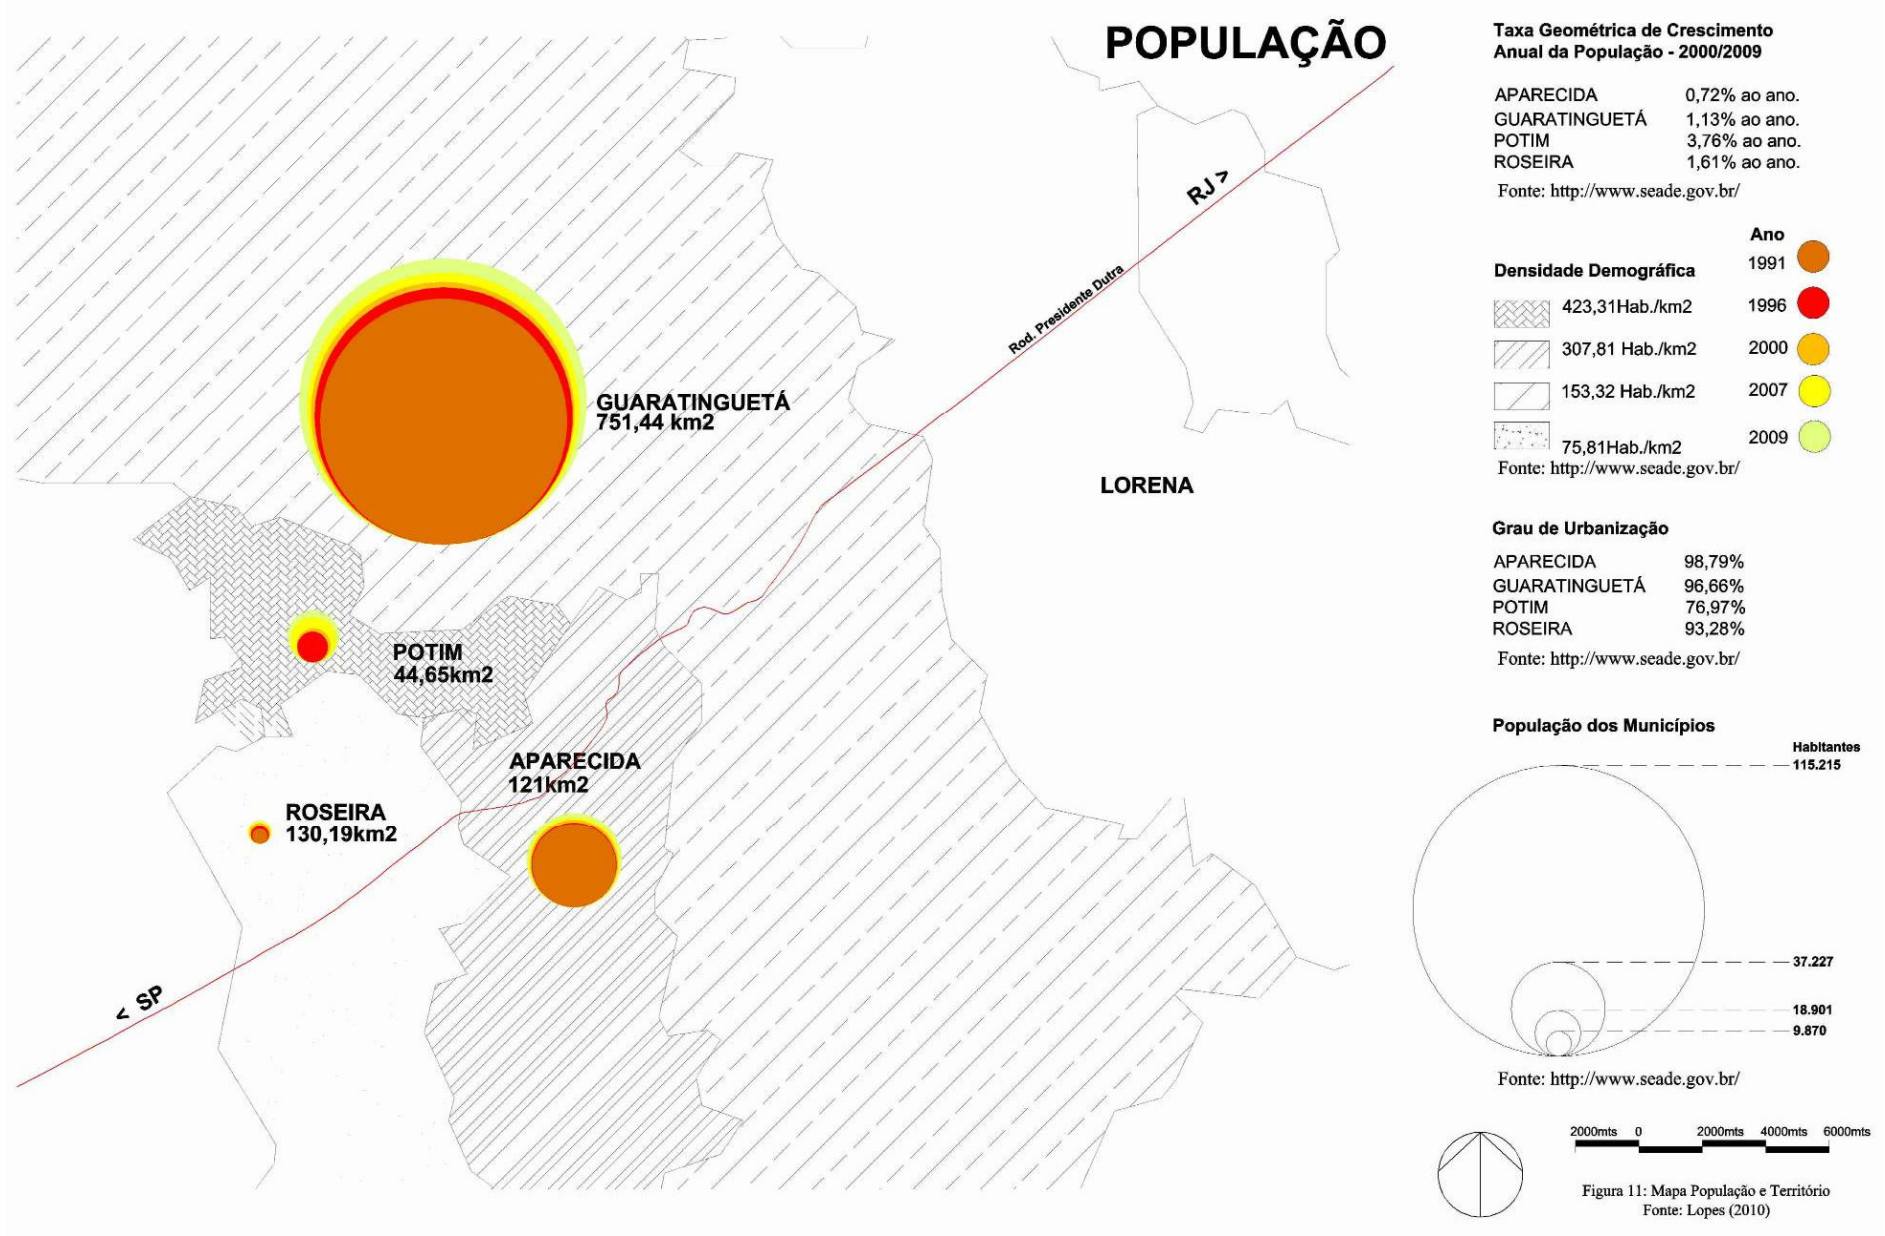 POPULAÇÃO
RJ >
Rod. Presidente Dutra
GUARATINGUETÁ
751,44 km2
LORENA
POTIM
44,65km2
APARECIDA
121km2
ROSEIRA
130,19km2
< SP
Taxa Geométrica de Crescimento
Anual da População - 2000/2009
APARECIDA 0,72% ao ano.
GUARATINGUETÁ 1,13% ao ano.
POTIM 3,76% ao ano.
ROSEIRA 1,61% ao ano.
Fonte: http://www.seade.gov.br/
Ano
1991
1996
2000
2007
2009
Densidade Demográfica
423,31Hab./km2
307,81 Hab./km2
153,32 Hab./km2
75,81Hab./km2
Fonte: http://www.seade.gov.br/
Grau de Urbanização
APARECIDA 98,79%
GUARATINGUETÁ 96,66%
POTIM 76,97%
ROSEIRA 93,28%
Fonte: http://www.seade.gov.br/
População dos Municípios
Habitantes
115.215
37.227
18.901
9.870
Fonte: http://www.seade.gov.br/
2000mts 0 2000mts 4000mts 6000mts
Figura 11: Mapa População e Território
Fonte: Lopes (2010)